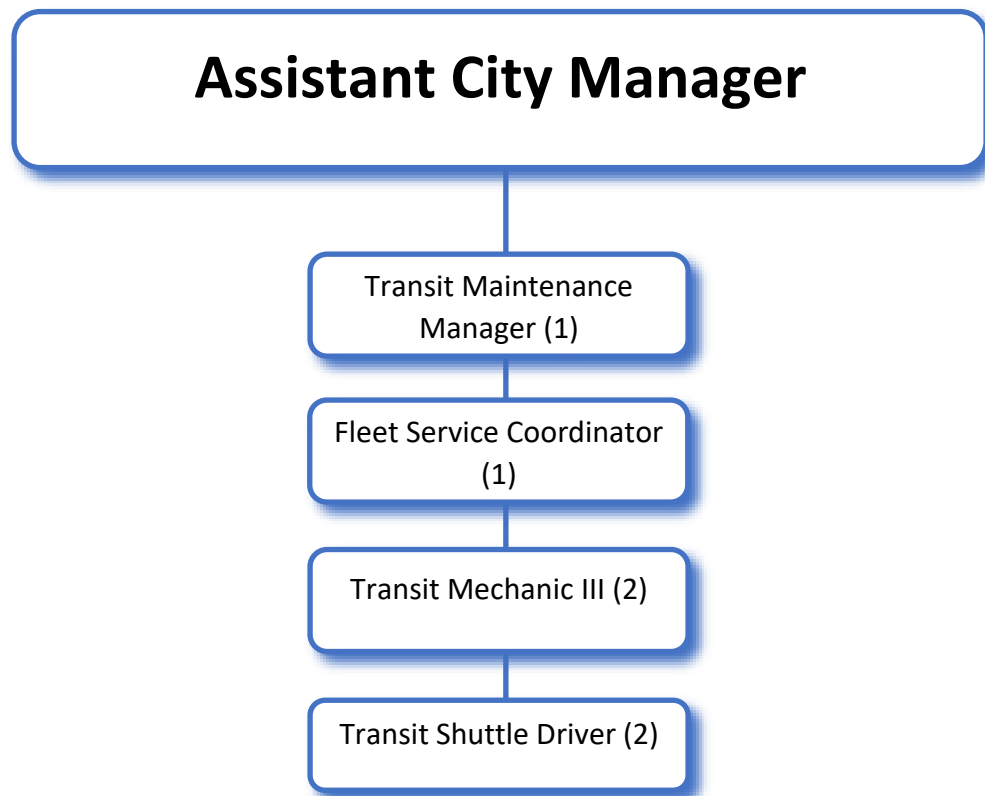 Assistant City Manager
Transit Maintenance
Manager (1)
Fleet Service Coordinator
(1)
Transit Mechanic III (2)
Transit Shuttle Driver (2)